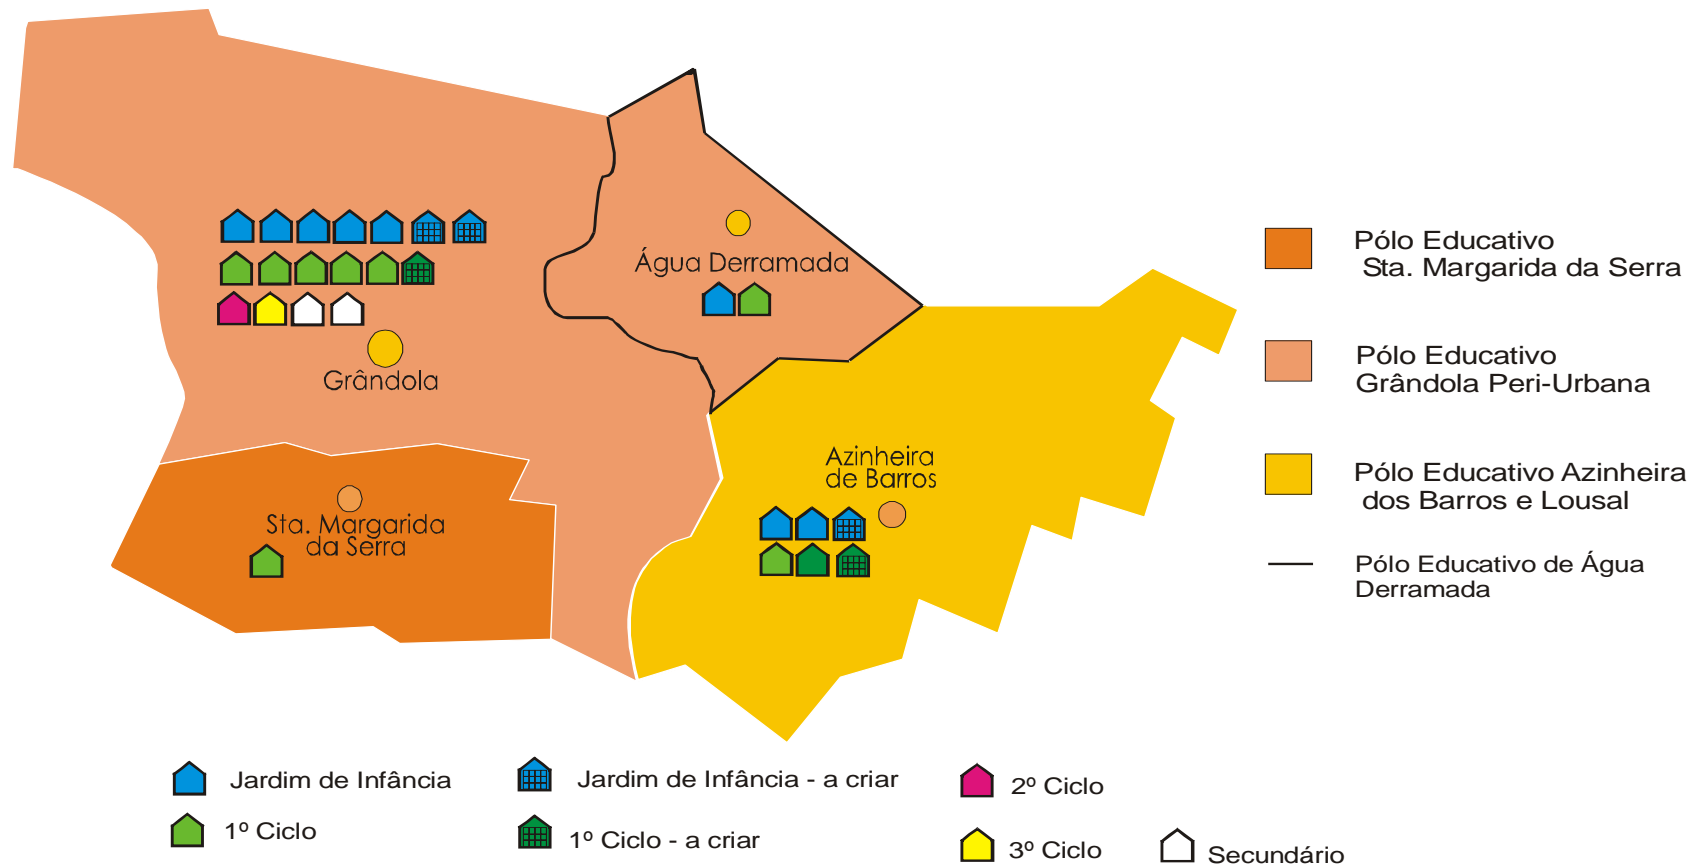 Água Derramada
Grândola
Azinheira
de Barros
Sta. Margarida
da Serra
Pólo Educativo
Sta. Margarida da Serra
Pólo Educativo
Grândola Peri-Urbana
Pólo Educativo Azinheira
dos Barros e Lousal
Pólo Educativo de Água
Derramada
Jardim de Infância
Jardim de Infância - a criar
2º Ciclo
1º Ciclo
1º Ciclo - a criar
3º Ciclo
Secundário